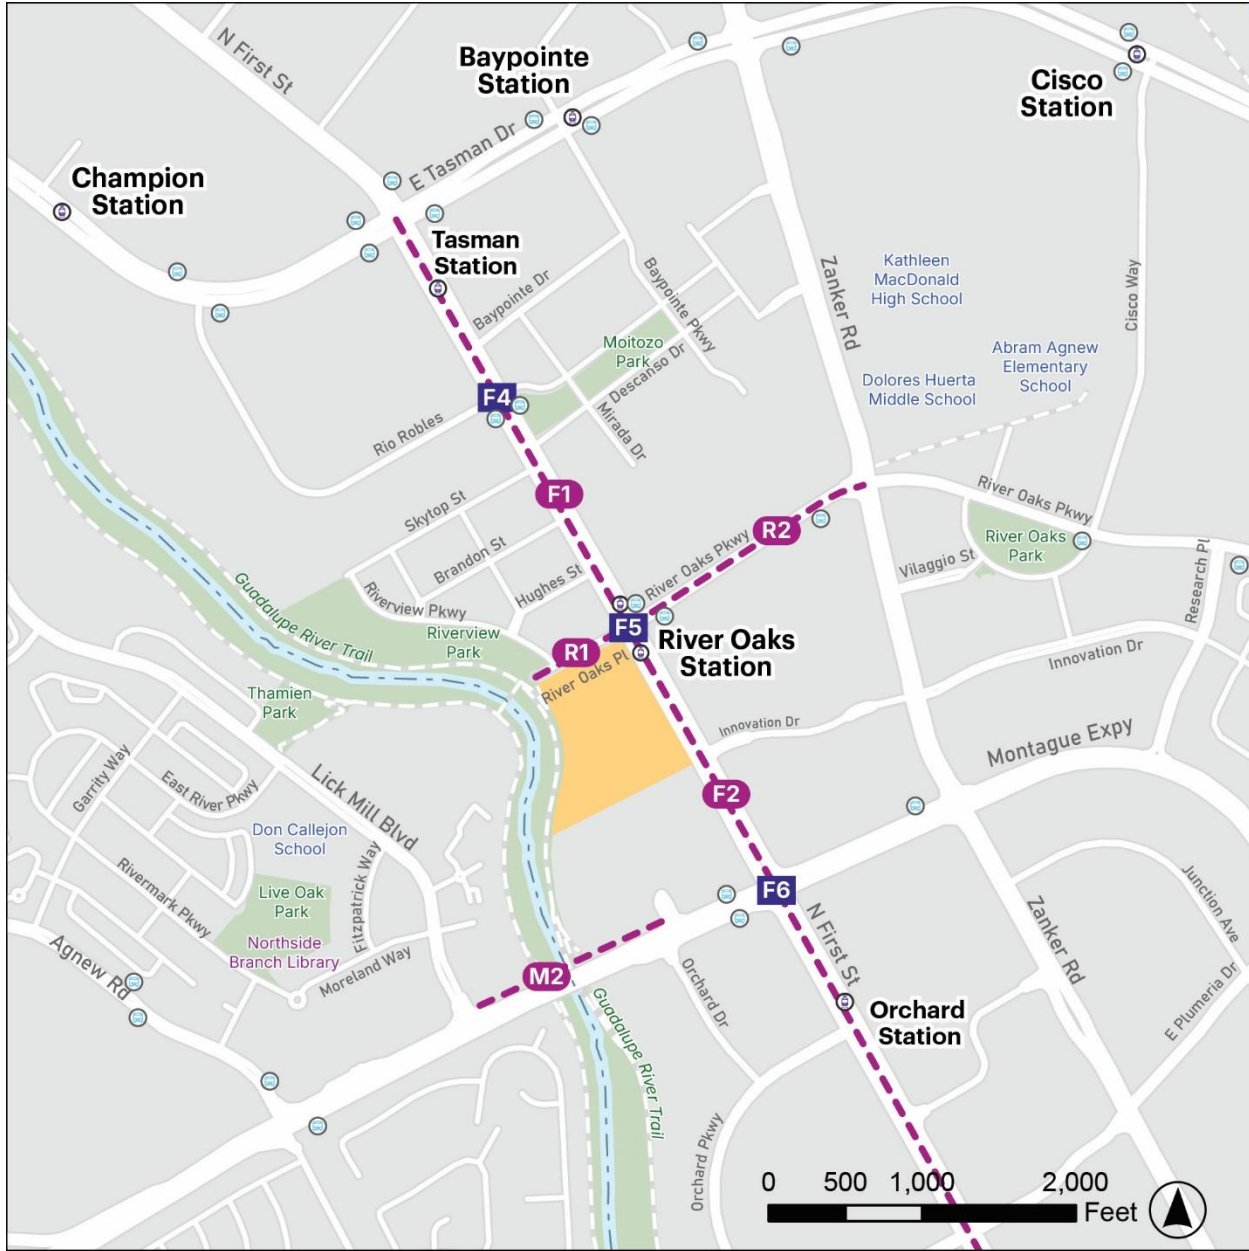 N First St
Baypointe
Station
Cisco
Station
E Tasman Dr
Champion
Station
Tasman
Station
Baypointe Dr
Baypointe Pkwy
Zanker Rd
Kathleen
MacDonald
High School
Cisco Way
Moitozo
Park
Descanso Dr
Abram Agnew
Elementary
School
Dolores Huerta
Middle School
F4
Rio Robles
Mirada Dr
F1
Skytop St
River Oaks Pkwy
R2
River Oaks Pkwy
River Oaks
Park
Brandon St
Hughes St
Vilaggio St
Research Pl
Guadalupe River Trail
Riverview Pkwy
Riverview
Park
F5
R1
River Oaks Pl
River Oaks
Station
Innovation Dr
Thamien
Park
Innovation Dr
Montague Expy
Garrity Way
East River Pkwy
Lick Mill Blvd
F2
Don Callejon
School
Rivermark Pkwy
Fitzpatrick Way
Live Oak
Park
F6
Junction Ave
Northside
Branch Library
Agnew Rd
Moreland Way
M2
N First St
Zanker Rd
Orchard Dr
Orchard
Station
E Plumeria Dr
Guadalupe River Trail
Orchard Pkwy
0 500 1,000 2,000
Feet